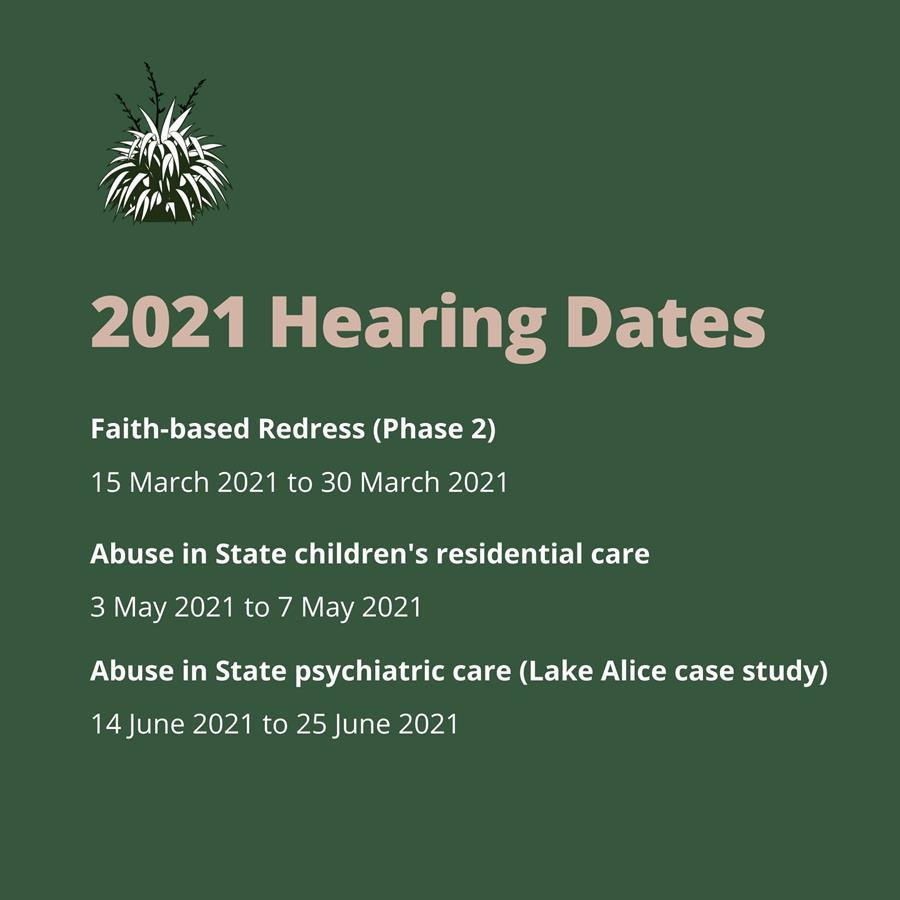 2021 Hearing Dates
Faith-based Redress (Phase 2)
15 March 2021 to 30 March 2021
Abuse in State children's residential care
3 May 2021 to 7 May 2021
Abuse in State psychiatric care (Lake Alice case study)
14 June 2021 to 25 June 2021